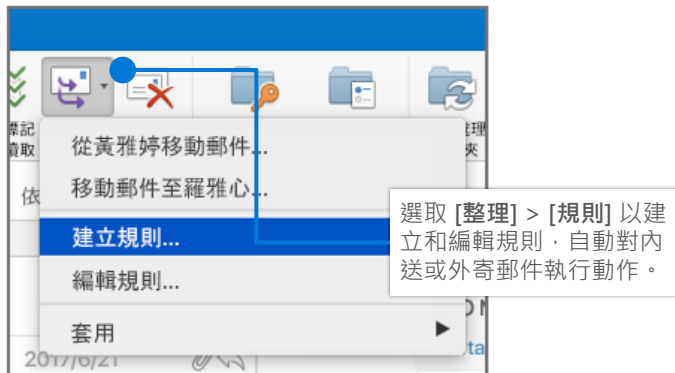 標記
讀取
處理
夾
從黃雅婷移動郵件...
移動郵件至羅雅心...
依
建立規則...
編輯規則...
套用
選取 [整理] > [規則] 以建
立和編輯規則，自動對內
送或外寄郵件執行動作。
2017/6/21
ta